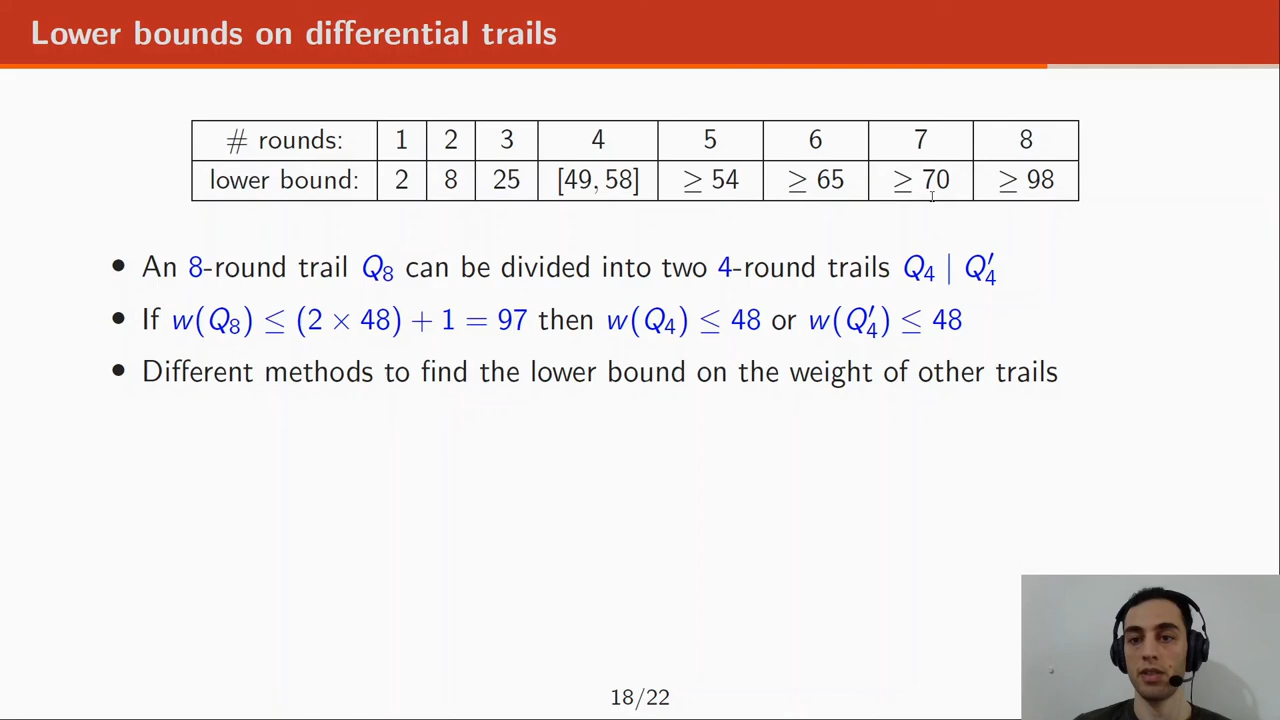 Lower bounds on differential trails
# rounds: 1 2 3 4 5 6 7 8
lower bound: 2 8 25 [49, 58] ≥ 54 ≥ 65 ≥ 70 ≥ 98
• An 8-round trail Q₈ can be divided into two 4-round trails Q₄ | Q′₄
• If w(Q₈) ≤ (2 × 48) + 1 = 97 then w(Q₄) ≤ 48 or w(Q′₄) ≤ 48
• Different methods to find the lower bound on the weight of other trails
18/22